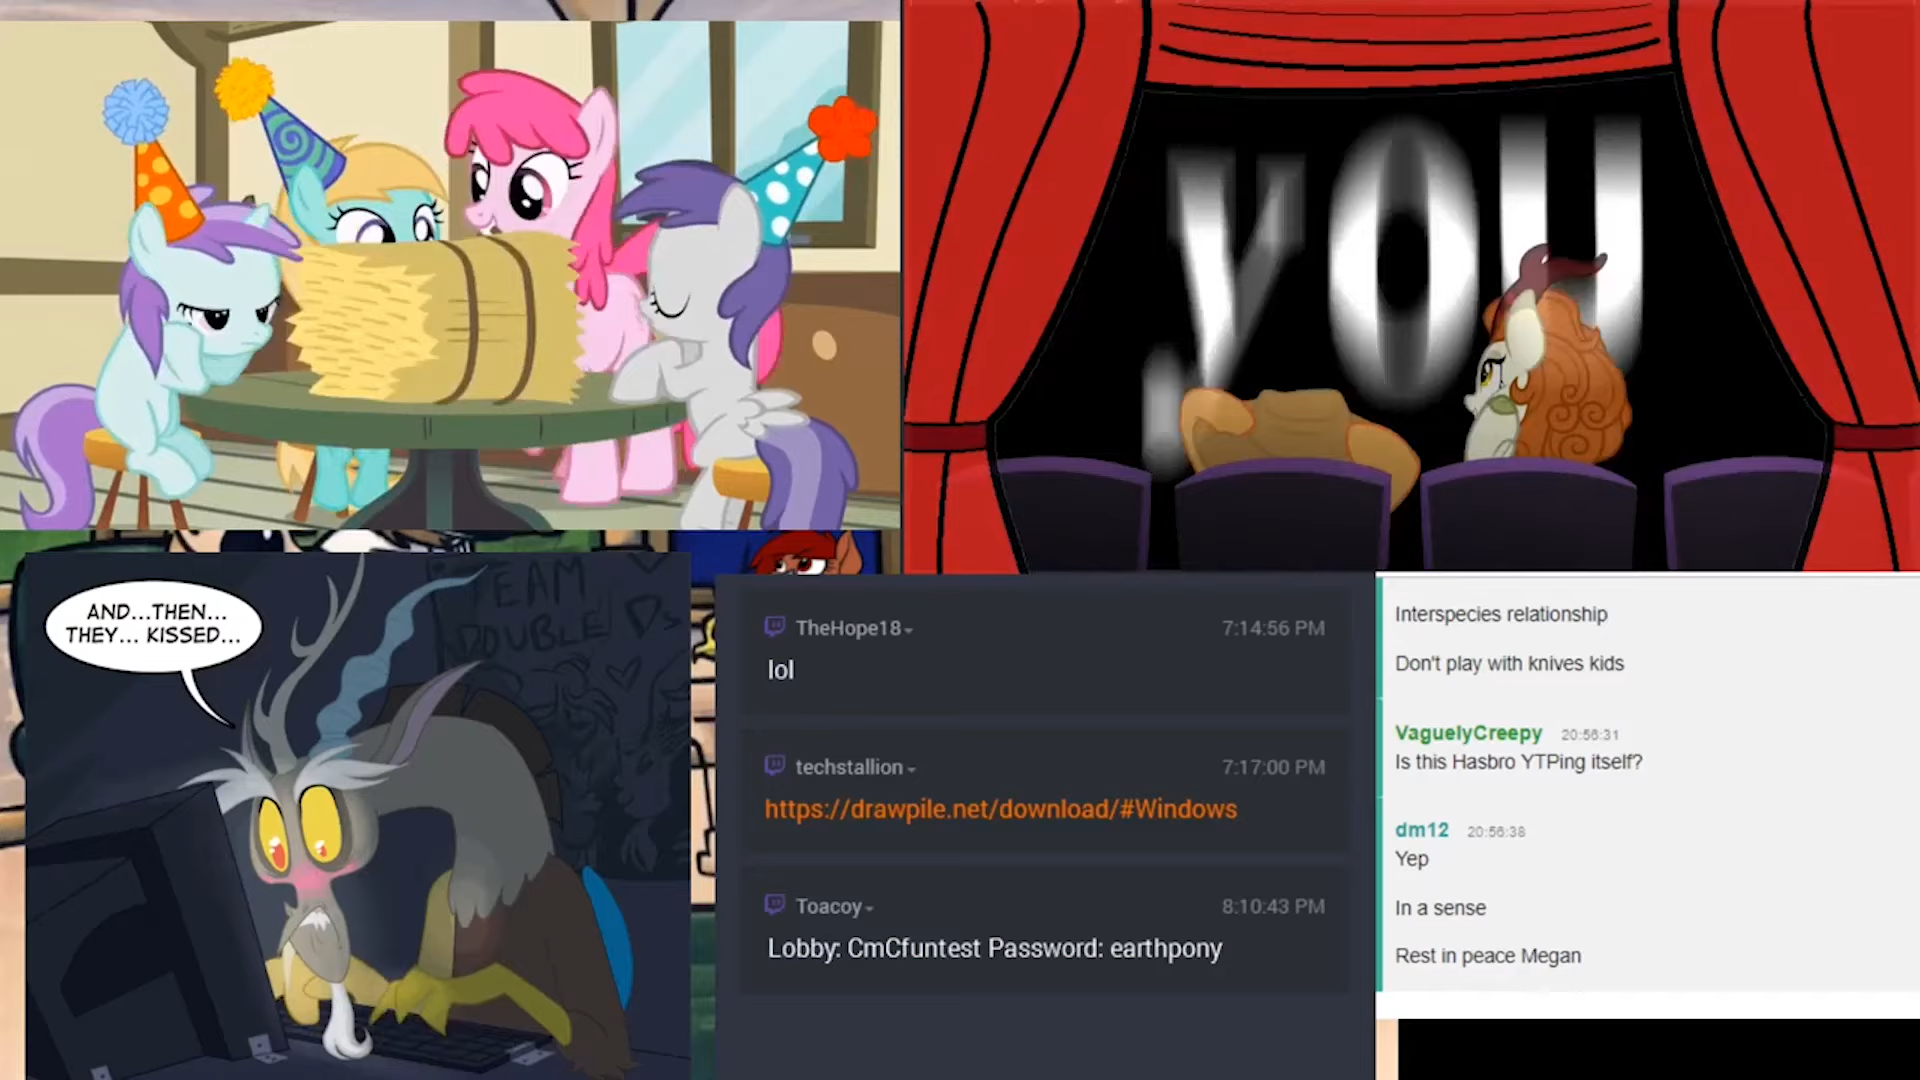 you
AND...THEN...
THEY... KISSED...
TEAM
DOUBLE Ds
TheHope18
7:14:56 PM
lol
techstallion
7:17:00 PM
https://drawpile.net/download/#Windows
Toacoy
8:10:43 PM
Lobby: CmCfuntest Password: earthpony
Interspecies relationship
Don't play with knives kids
VaguelyCreepy 20:56:31
Is this Hasbro YTPing itself?
dm12 20:56:38
Yep
In a sense
Rest in peace Megan